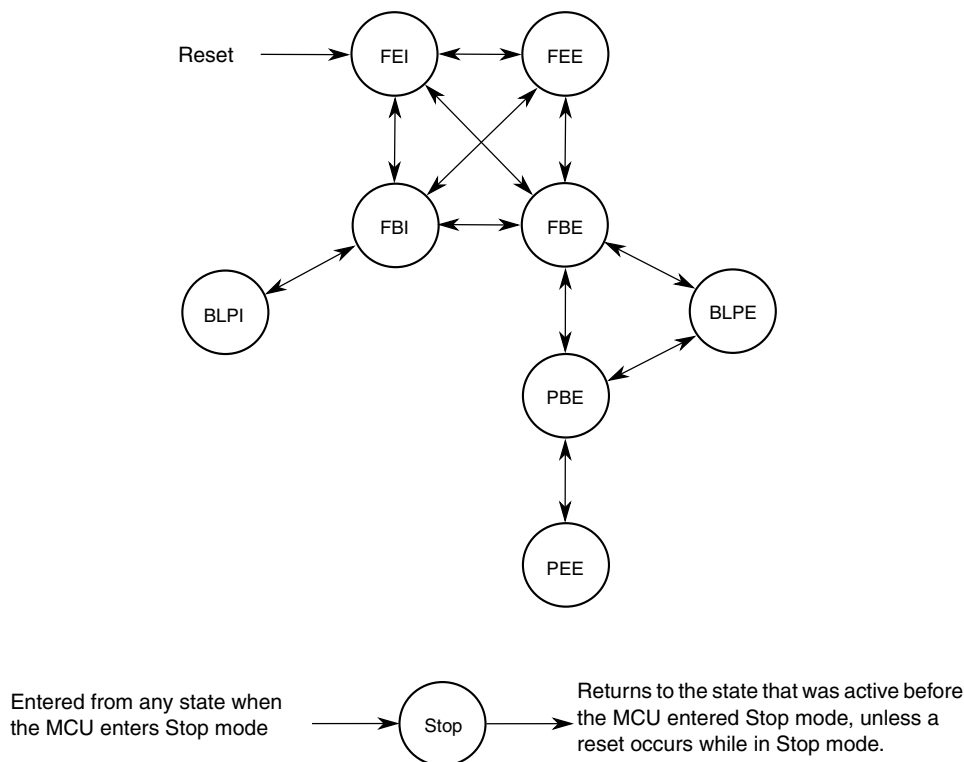 Reset
FEI
FEE
FBI
FBE
BLPI
BLPE
PBE
PEE
Entered from any state when
the MCU enters Stop mode
Stop
Returns to the state that was active before
the MCU entered Stop mode, unless a
reset occurs while in Stop mode.